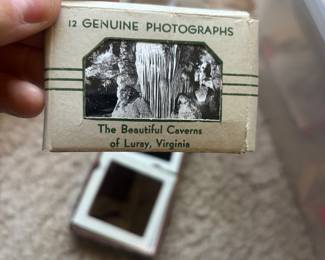 12 GENUINE PHOTOGRAPHS
The Beautiful Caverns
of Luray, Virginia